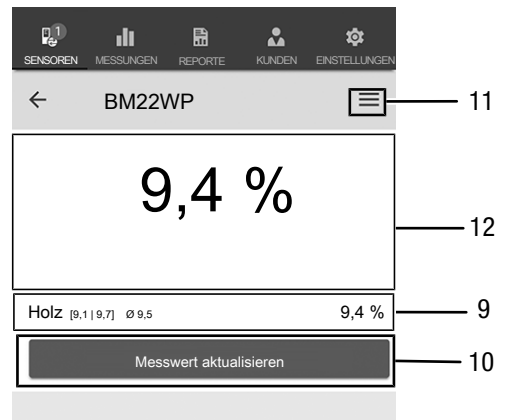 1
SENSOREN MESSUNGEN REPORTE KUNDEN EINSTELLUNGEN
BM22WP
11
9,4 %
12
Holz [9,1 | 9,7] Ø 9,5 9,4 %
9
Messwert aktualisieren
10